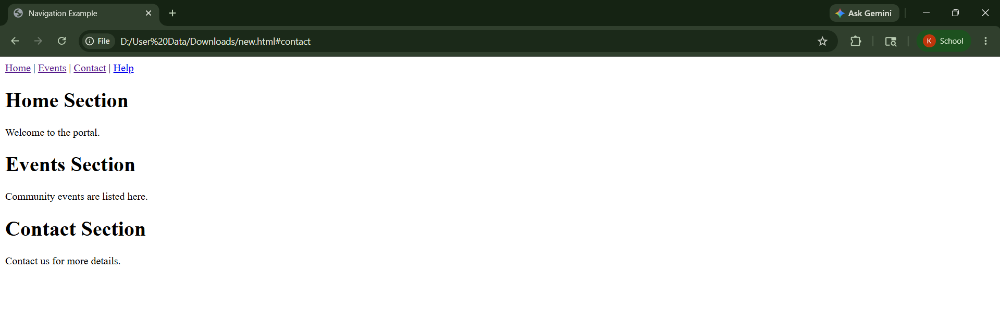 Navigation Example
Ask Gemini
File D:/User%20Data/Downloads/new.html#contact
K School
Home | Events | Contact | Help
Home Section
Welcome to the portal.
Events Section
Community events are listed here.
Contact Section
Contact us for more details.